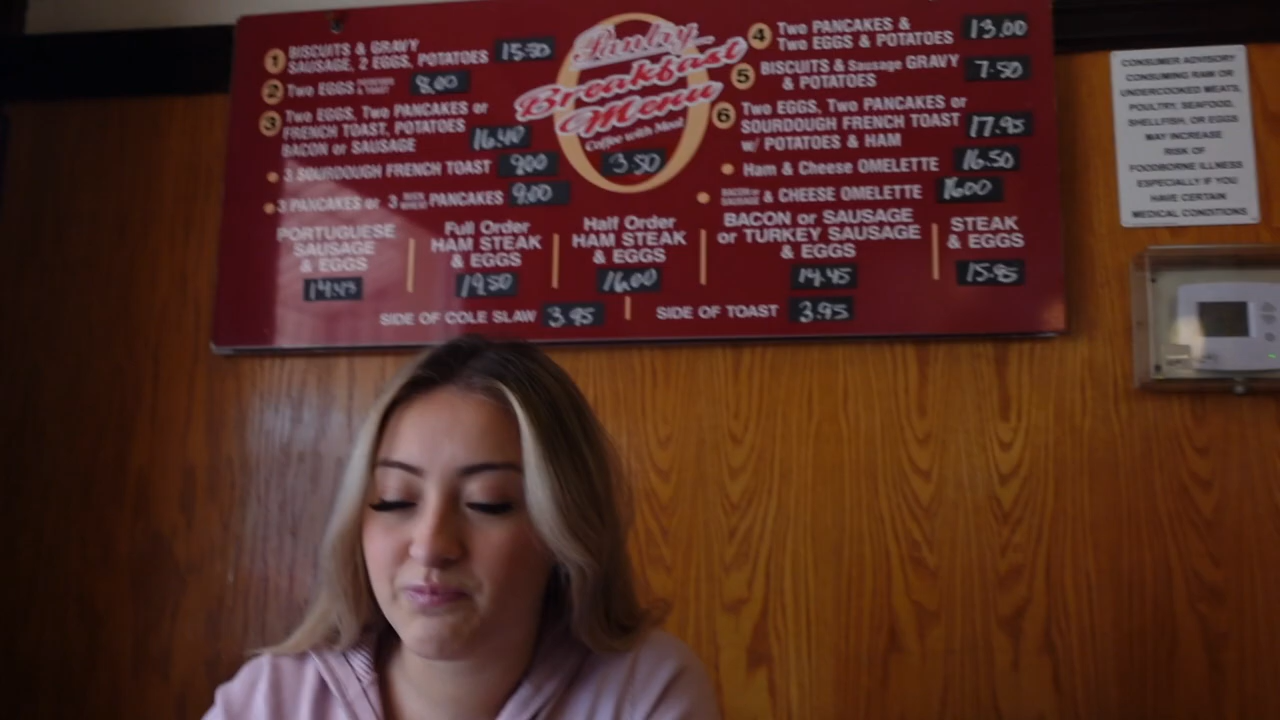 1 BISCUITS & GRAVY
SAUSAGE, 2 EGGS, POTATOES 15.50
2 Two EGGS POTATOES & TOAST 8.00
3 Two EGGS, Two PANCAKES or
FRENCH TOAST, POTATOES
BACON or SAUSAGE 16.40
3 SOURDOUGH FRENCH TOAST 9.00
3 PANCAKES or 3 PANCAKES 9.00
Pantry
Breakfast
Menu
Coffee with Meal
3.50
4 Two PANCAKES &
Two EGGS & POTATOES 13.00
5 BISCUITS & Sausage GRAVY
& POTATOES 7.50
6 Two EGGS, Two PANCAKES or
SOURDOUGH FRENCH TOAST
w/ POTATOES & HAM 17.95
Ham & Cheese OMELETTE 16.50
BACON or SAUSAGE & CHEESE OMELETTE 16.00
PORTUGUESE
SAUSAGE
& EGGS
14.45
Full Order
HAM STEAK
& EGGS
19.50
Half Order
HAM STEAK
& EGGS
16.00
BACON or SAUSAGE
or TURKEY SAUSAGE
& EGGS
14.45
STEAK
& EGGS
15.85
SIDE OF COLE SLAW 3.95
SIDE OF TOAST 3.95
CONSUMER ADVISORY
CONSUMING RAW OR
UNDERCOOKED MEATS,
POULTRY, SEAFOOD,
SHELLFISH, OR EGGS
MAY INCREASE
RISK OF
FOODBORNE ILLNESS
ESPECIALLY IF YOU
HAVE CERTAIN
MEDICAL CONDITIONS